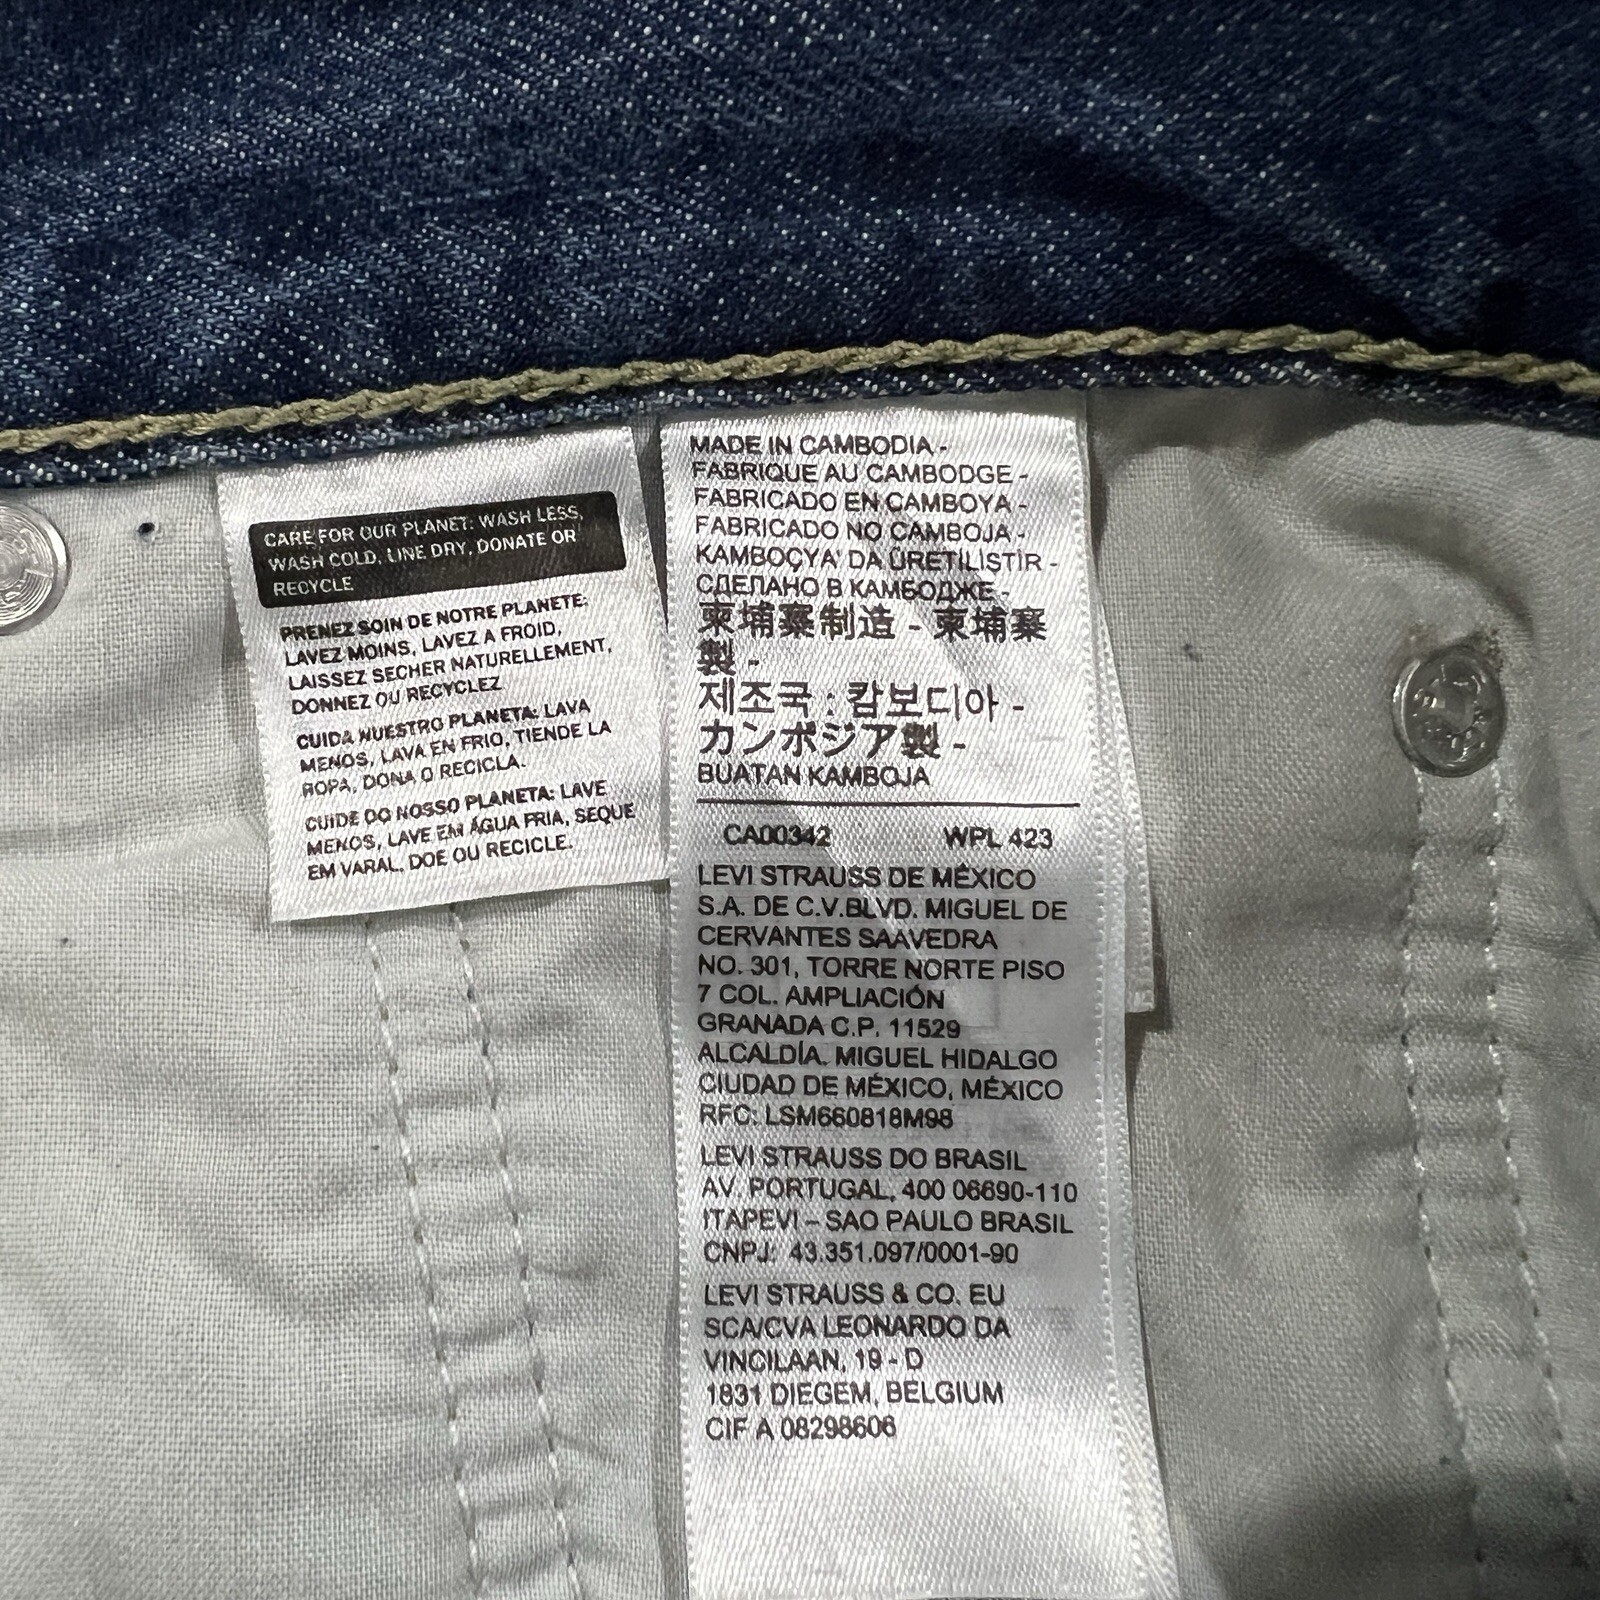 CARE FOR OUR PLANET: WASH LESS,
WASH COLD, LINE DRY, DONATE OR
RECYCLE
PRENEZ SOIN DE NOTRE PLANETE:
LAVEZ MOINS, LAVEZ A FROID,
LAISSEZ SECHER NATURELLEMENT,
DONNEZ OU RECYCLEZ
CUIDA NUESTRO PLANETA: LAVA
MENOS, LAVA EN FRIO, TIENDE LA
ROPA, DONA O RECICLA.
CUIDE DO NOSSO PLANETA: LAVE
MENOS, LAVE EM ÁGUA FRIA, SEQUE
EM VARAL, DOE OU RECICLE.
MADE IN CAMBODIA -
FABRIQUE AU CAMBODGE -
FABRICADO EN CAMBOYA -
FABRICADO NO CAMBOJA -
KAMBOÇYA' DA ÜRETİLİSTİR -
СДЕЛАНО В КАМБОДЖЕ -
柬埔寨制造 - 柬埔寨
製 -
제조국 : 캄보디아 -
カンボジア製 -
BUATAN KAMBOJA
CA00342 WPL 423
LEVI STRAUSS DE MÉXICO
S.A. DE C.V.BLVD. MIGUEL DE
CERVANTES SAAVEDRA
NO. 301, TORRE NORTE PISO
7 COL. AMPLIACIÓN
GRANADA C.P. 11529
ALCALDÍA. MIGUEL HIDALGO
CIUDAD DE MÉXICO, MÉXICO
RFC: LSM660818M98
LEVI STRAUSS DO BRASIL
AV. PORTUGAL, 400 06690-110
ITAPEVI – SAO PAULO BRASIL
CNPJ: 43.351.097/0001-90
LEVI STRAUSS & CO. EU
SCA/CVA LEONARDO DA
VINCILAAN, 19 - D
1831 DIEGEM, BELGIUM
CIF A 08298606